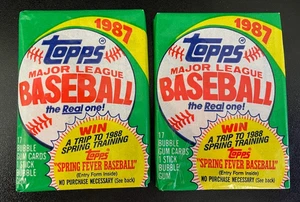 1987
topps
MAJOR LEAGUE
BASEBALL
the Real one!
WIN
A TRIP TO 1988
SPRING TRAINING
topps
"SPRING FEVER BASEBALL"
(Entry Form Inside)
NO PURCHASE NECESSARY (See back)
17
BUBBLE
GUM CARDS
1 STICK
BUBBLE
GUM
1987
topps
MAJOR LEAGUE
BASEBALL
the Real one!
WIN
A TRIP TO 1988
SPRING TRAINING
topps
"SPRING FEVER BASEBALL"
(Entry Form Inside)
NO PURCHASE NECESSARY (See back)
17
BUBBLE
GUM CARDS
1 STICK
BUBBLE
GUM